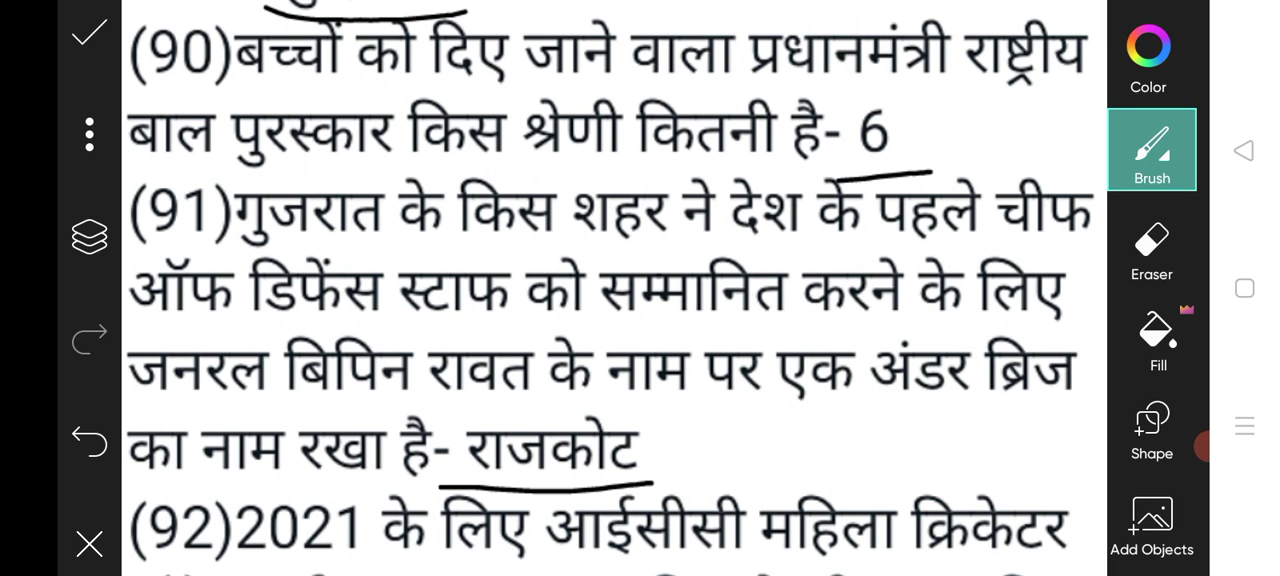 (90)बच्चों को दिए जाने वाला प्रधानमंत्री राष्ट्रीय
बाल पुरस्कार किस श्रेणी कितनी है- 6
(91)गुजरात के किस शहर ने देश के पहले चीफ
ऑफ डिफेंस स्टाफ को सम्मानित करने के लिए
जनरल बिपिन रावत के नाम पर एक अंडर ब्रिज
का नाम रखा है- राजकोट
(92)2021 के लिए आईसीसी महिला क्रिकेटर
Color
Brush
Eraser
Fill
Shape
Add Objects